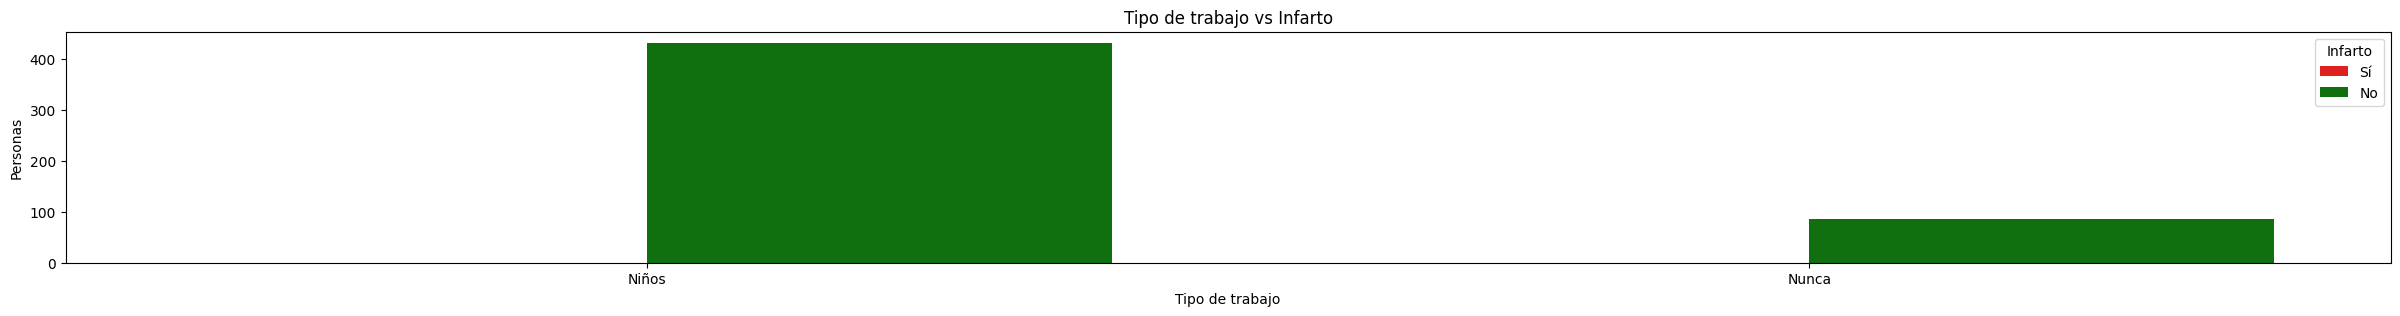 Tipo de trabajo vs Infarto
Personas
400
300
200
100
0
Infarto
Sí
No
Niños
Nunca
Tipo de trabajo